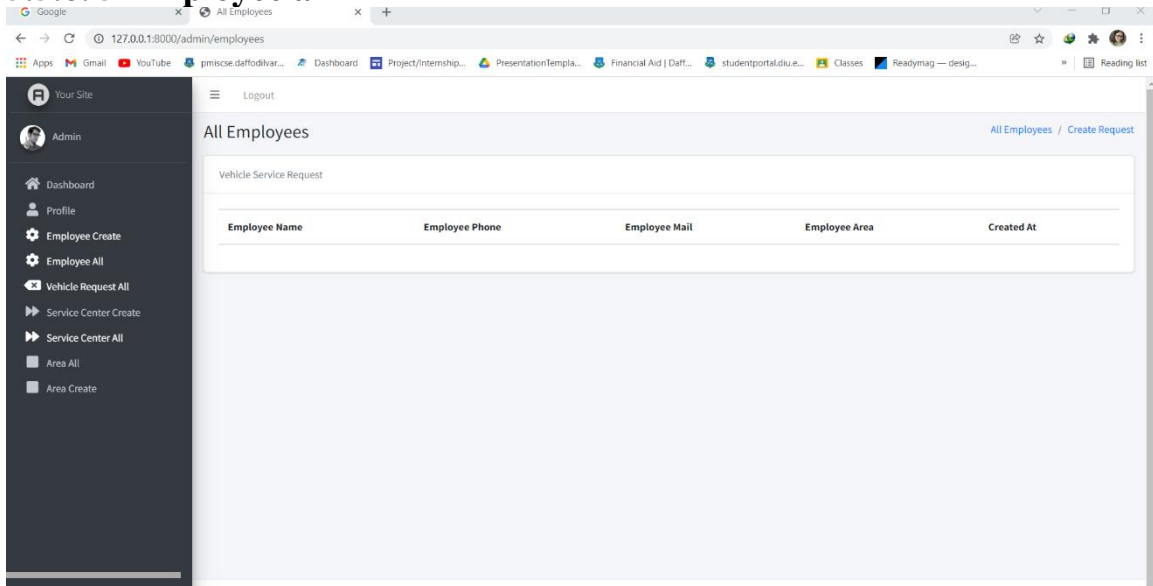 Google
All Employees
127.0.0.1:8000/admin/employees
Apps Gmail YouTube pmiscse.daffodilvar... Dashboard Project/Internship... PresentationTempla... Financial Aid | Daff... studentportal.diu.e... Classes Readymag — desig... » Reading list
Your Site
Logout
Admin
All Employees
All Employees / Create Request
Vehicle Service Request
Employee Name Employee Phone Employee Mail Employee Area Created At
Dashboard
Profile
Employee Create
Employee All
Vehicle Request All
Service Center Create
Service Center All
Area All
Area Create